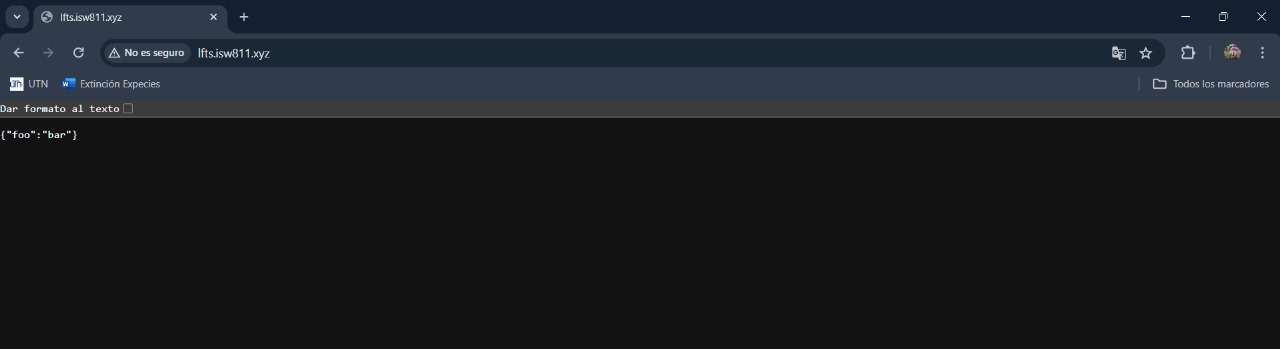 lfts.isw811.xyz
No es seguro lfts.isw811.xyz
UTN Extinción Expecies Todos los marcadores
Dar formato al texto
{"foo":"bar"}